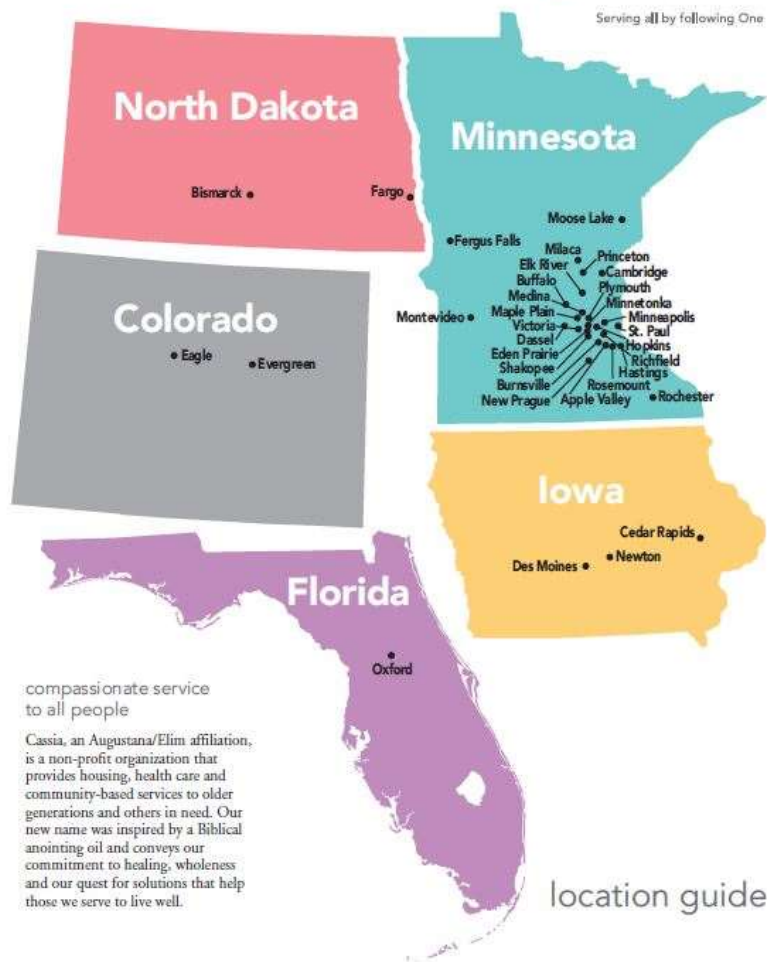 Serving all by following One
North Dakota
Bismarck
Fargo
Minnesota
Moose Lake
Fergus Falls
Milaca
Princeton
Elk River
Cambridge
Buffalo
Plymouth
Medina
Minnetonka
Maple Plain
Minneapolis
Montevideo
Victoria
St. Paul
Dassel
Hopkins
Eden Prairie
Richfield
Shakopee
Hastings
Burnsville
Rosemount
New Prague
Apple Valley
Rochester
Colorado
Eagle
Evergreen
Iowa
Cedar Rapids
Newton
Des Moines
Florida
Oxford
compassionate service
to all people
Cassia, an Augustana/Elim affiliation,
is a non-profit organization that
provides housing, health care and
community-based services to older
generations and others in need. Our
new name was inspired by a Biblical
anointing oil and conveys our
commitment to healing, wholeness
and our quest for solutions that help
those we serve to live well.
location guide